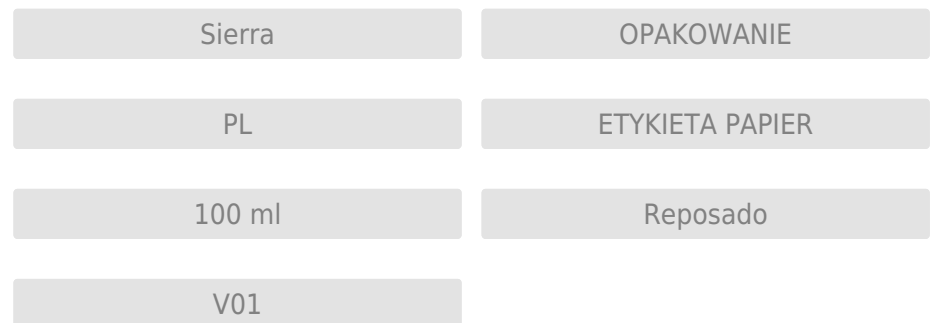 Sierra
OPAKOWANIE
PL
ETYKIETA PAPIER
100 ml
Reposado
V01